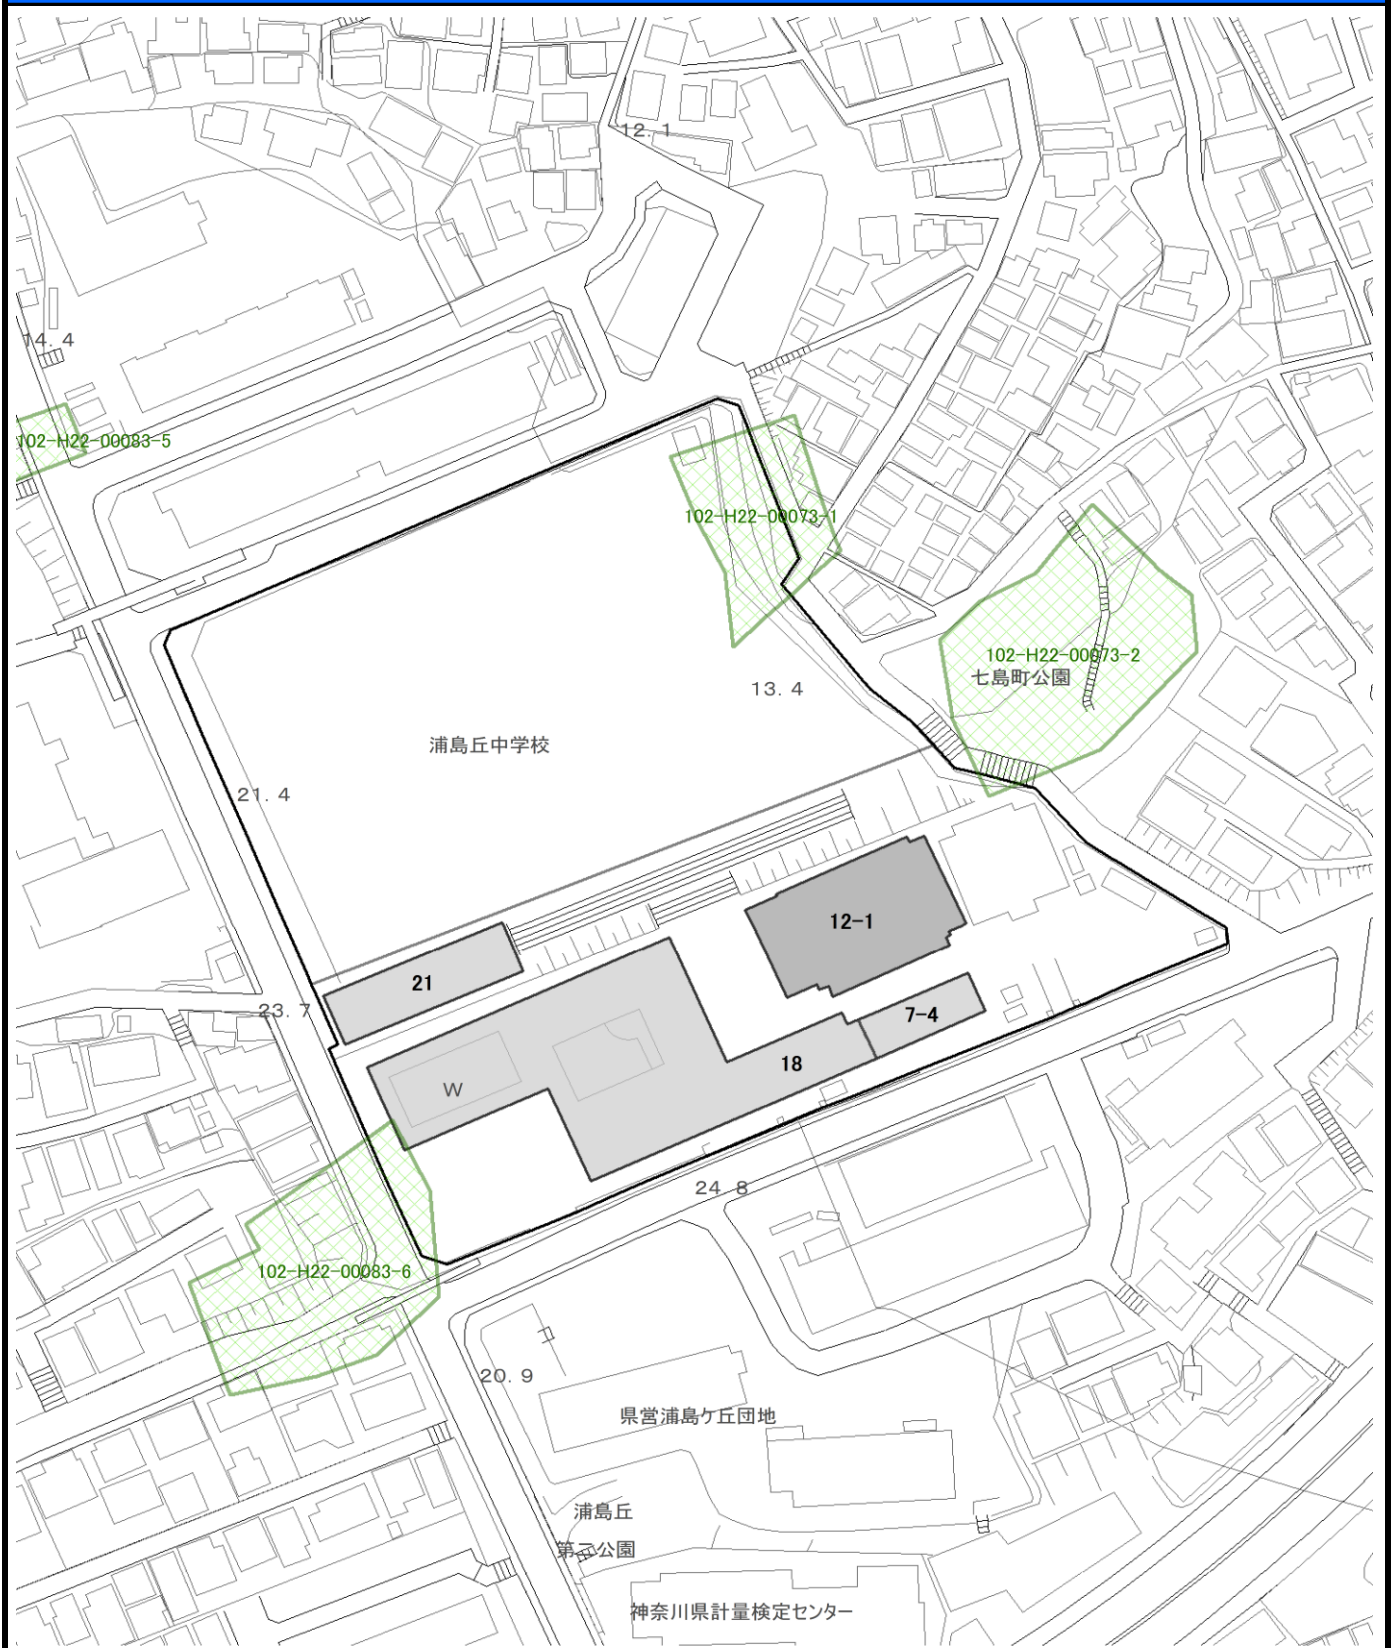 12.1
14.4
102-H22-00083-5
102-H22-00073-1
102-H22-00073-2
七島町公園
13.4
浦島丘中学校
21.4
12-1
21
23.7
7-4
18
W
24.8
102-H22-00083-6
20.9
県営浦島ケ丘団地
浦島丘
第二公園
神奈川県計量検定センター